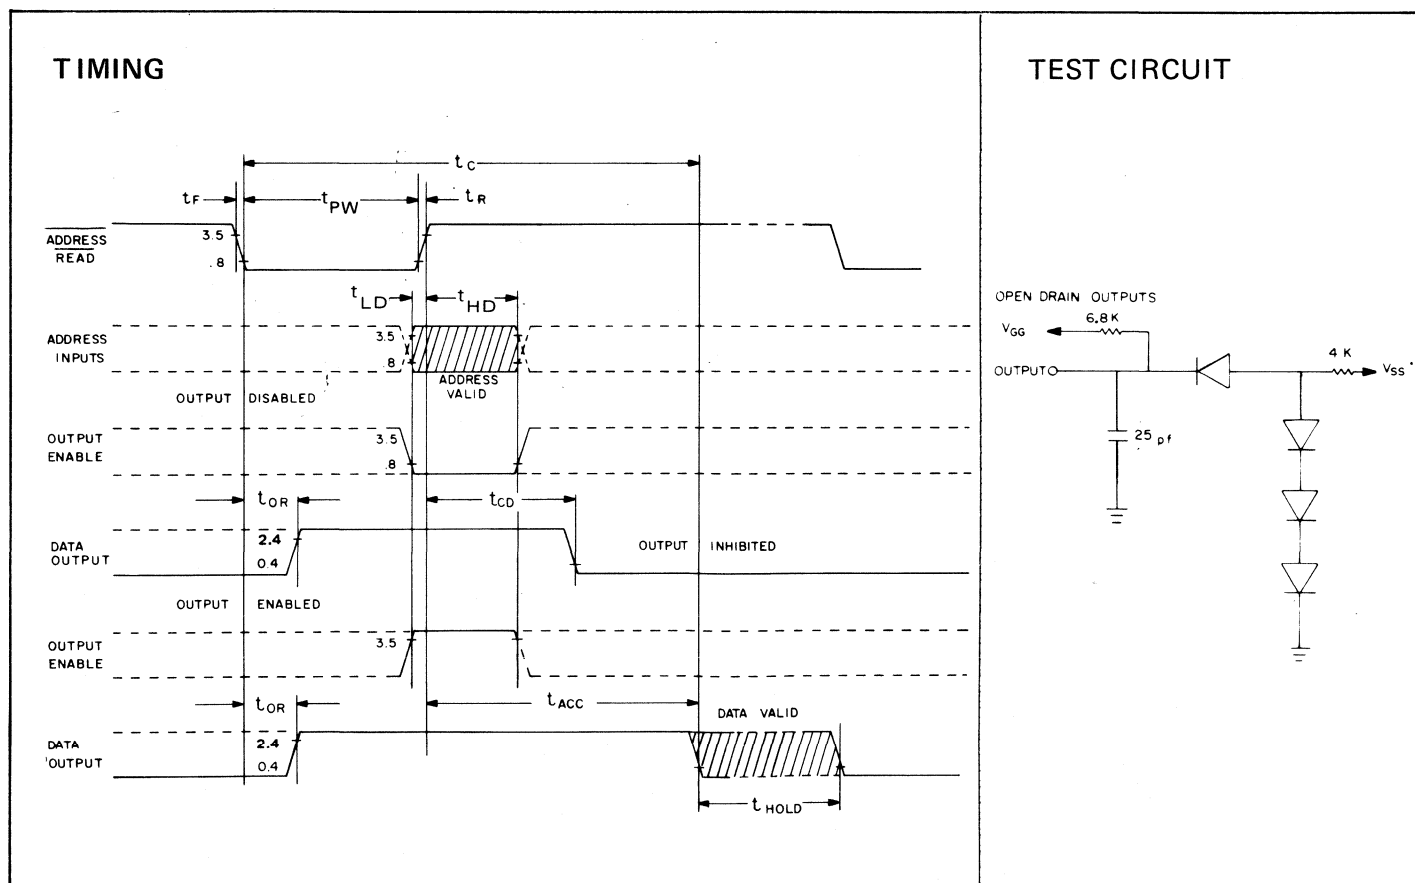 TIMING
tC
tF
tPW
tR
ADDRESS
READ
3.5
.8
tLD
tHD
ADDRESS
INPUTS
3.5
.8
ADDRESS
VALID
OUTPUT DISABLED
OUTPUT
ENABLE
3.5
.8
tOR
tCD
DATA
OUTPUT
2.4
0.4
OUTPUT INHIBITED
OUTPUT ENABLED
OUTPUT
ENABLE
3.5
tOR
tACC
DATA VALID
DATA
OUTPUT
2.4
0.4
tHOLD
TEST CIRCUIT
OPEN DRAIN OUTPUTS
6.8K
VGG
OUTPUT
4 K
VSS
25 pf